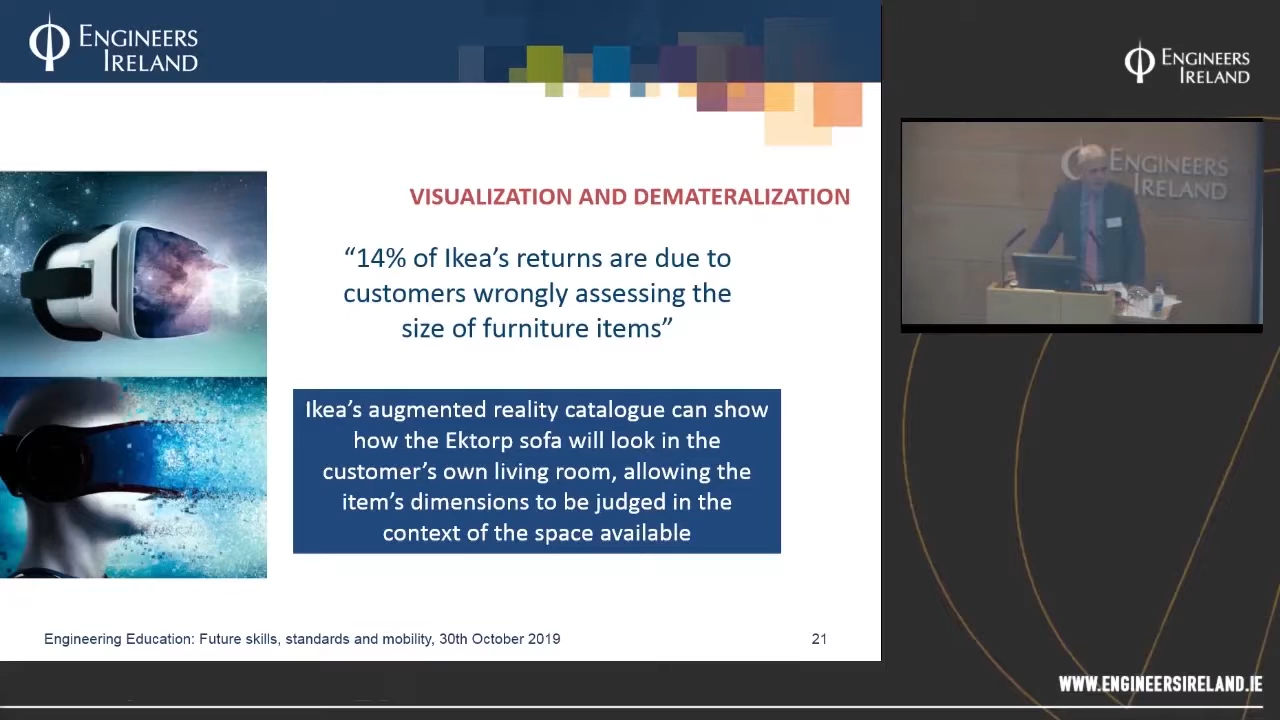 ENGINEERS
IRELAND
VISUALIZATION AND DEMATERALIZATION
“14% of Ikea’s returns are due to
customers wrongly assessing the
size of furniture items”
Ikea’s augmented reality catalogue can show
how the Ektorp sofa will look in the
customer’s own living room, allowing the
item’s dimensions to be judged in the
context of the space available
Engineering Education: Future skills, standards and mobility, 30th October 2019
21
ENGINEERS
IRELAND
ENGINEERS
IRELAND
WWW.ENGINEERSIRELAND.IE